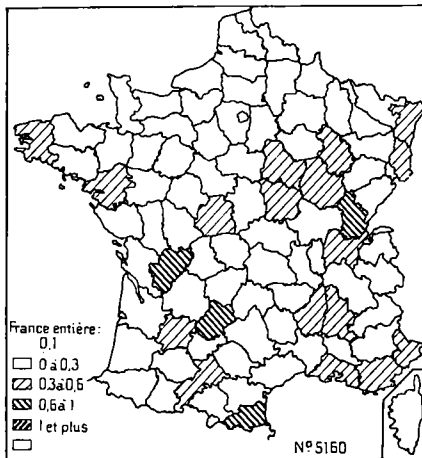 France entière:
0,1
0 à 0,3
0,3 à 0,6
0,6 à 1
1 et plus
N° 5160